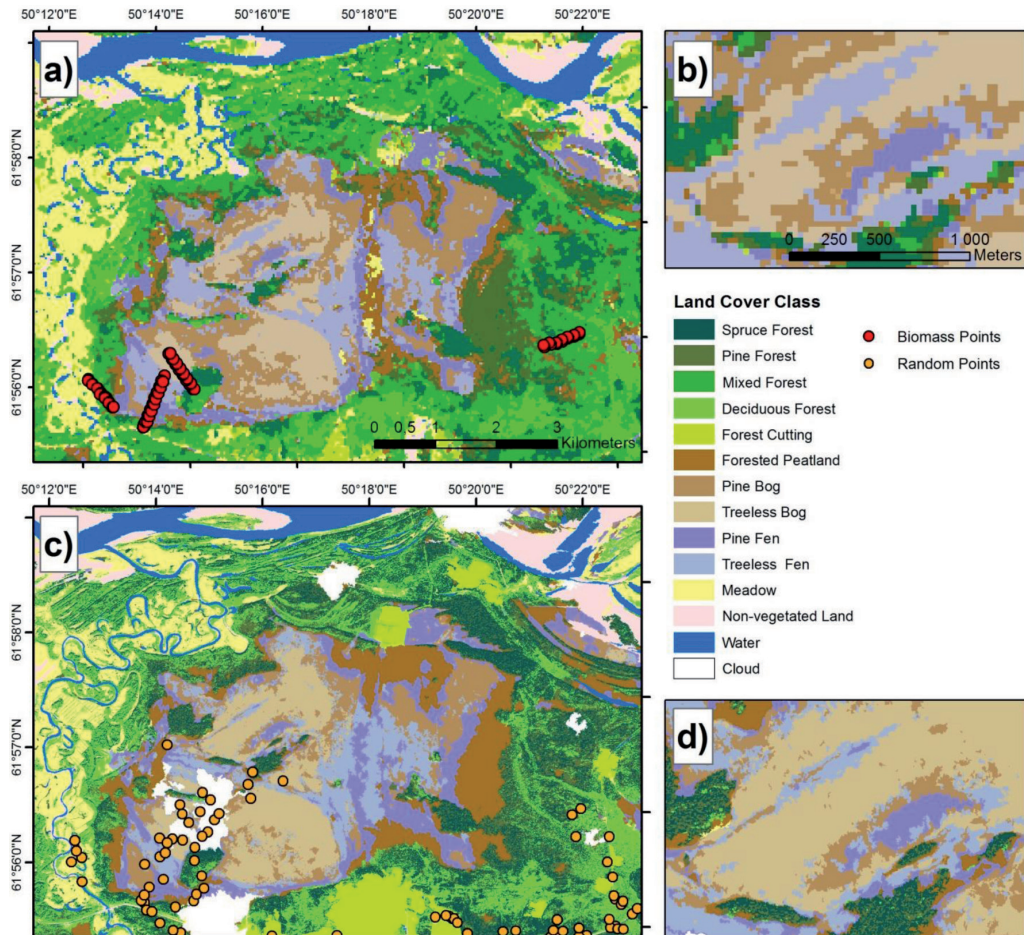 50°12'0"E 50°14'0"E 50°16'0"E 50°18'0"E 50°20'0"E 50°22'0"E
a)
61°58'0"N
61°57'0"N
61°56'0"N
0 0.5 1 2 3
Kilometers
b)
0 250 500 1 000
Meters
Land Cover Class
Spruce Forest
Pine Forest
Mixed Forest
Deciduous Forest
Forest Cutting
Forested Peatland
Pine Bog
Treeless Bog
Pine Fen
Treeless Fen
Meadow
Non-vegetated Land
Water
Cloud
Biomass Points
Random Points
50°12'0"E 50°14'0"E 50°16'0"E 50°18'0"E 50°20'0"E 50°22'0"E
c)
61°58'0"N
61°57'0"N
61°56'0"N
d)